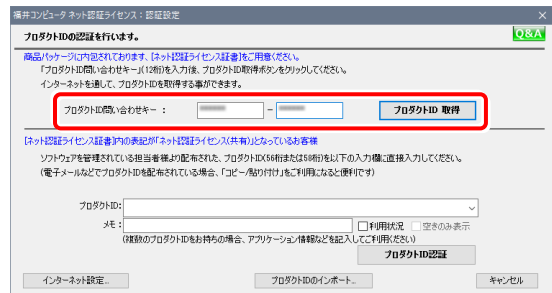 福井コンピュータ ネット認証ライセンス：認証設定
プロダクトIDの認証を行います。
Q&A
商品パッケージに内包されております、【ネット認証ライセンス証書】をご用意ください。
「プロダクトID問い合わせキー」(12桁)を入力後、プロダクトID取得ボタンをクリックしてください。
インターネットを通して、プロダクトIDを取得する事ができます。
プロダクトID問い合わせキー ：
-
プロダクトID 取得
【ネット認証ライセンス証書】内の表記が「ネット認証ライセンス(共有)」となっているお客様
ソフトウェアを管理されている担当者様より配布された、プロダクトID(56桁または58桁)を以下の入力欄に直接入力してください。
(電子メールなどでプロダクトIDを配布されている場合、「コピー/貼り付け」をご利用になると便利です)
プロダクトID：
メモ：
利用状況 空きのみ表示
(複数のプロダクトIDをお持ちの場合、アプリケーション情報などを記入してご利用ください)
プロダクトID認証
インターネット設定... プロダクトIDのインポート... キャンセル